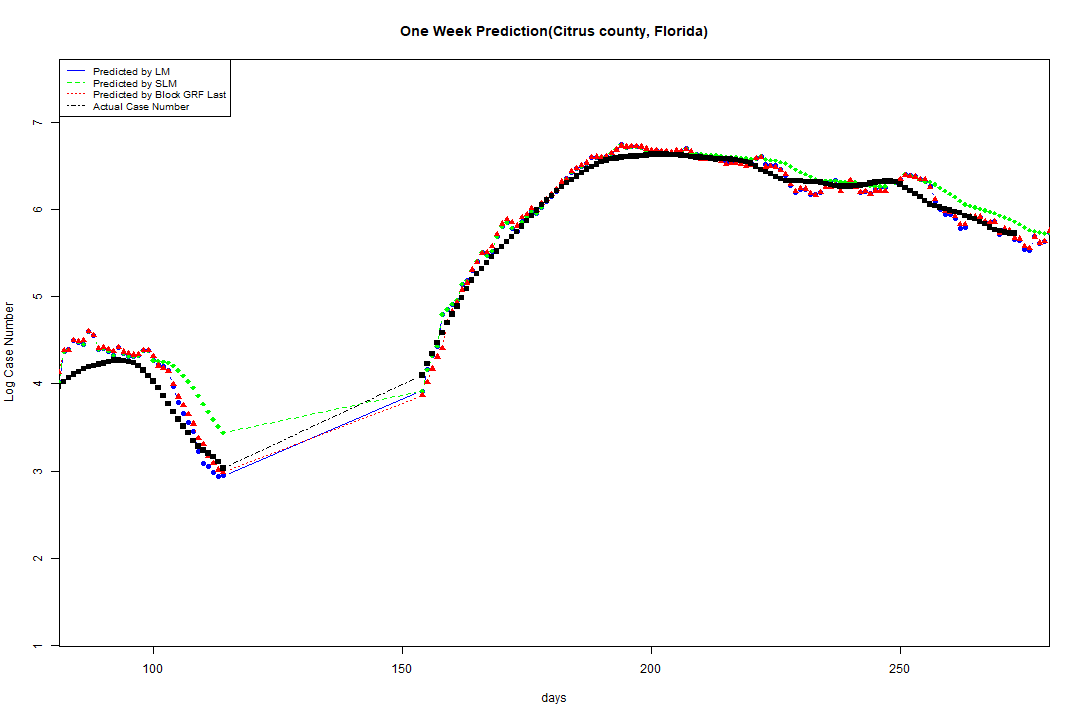 One Week Prediction(Citrus county, Florida)
Predicted by LM
Predicted by SLM
Predicted by Block GRF Last
Actual Case Number
7
6
5
4
3
2
1
Log Case Number
100 150 200 250
days